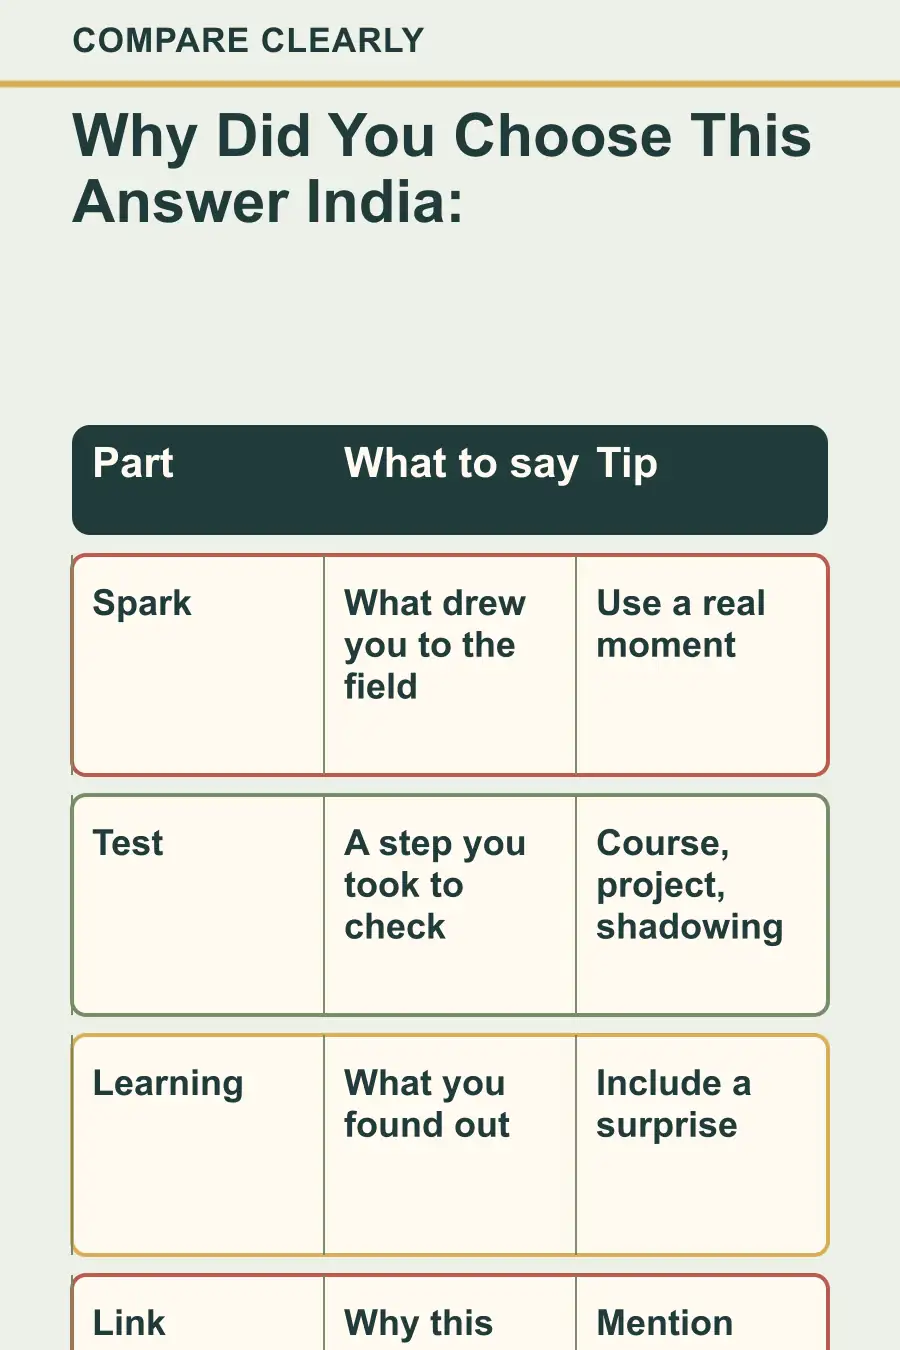 COMPARE CLEARLY
Why Did You Choose This
Answer India:
Part What to say Tip
Spark
What drew
you to the
field
Use a real
moment
Test
A step you
took to
check
Course,
project,
shadowing
Learning
What you
found out
Include a
surprise
Link
Why this
Mention